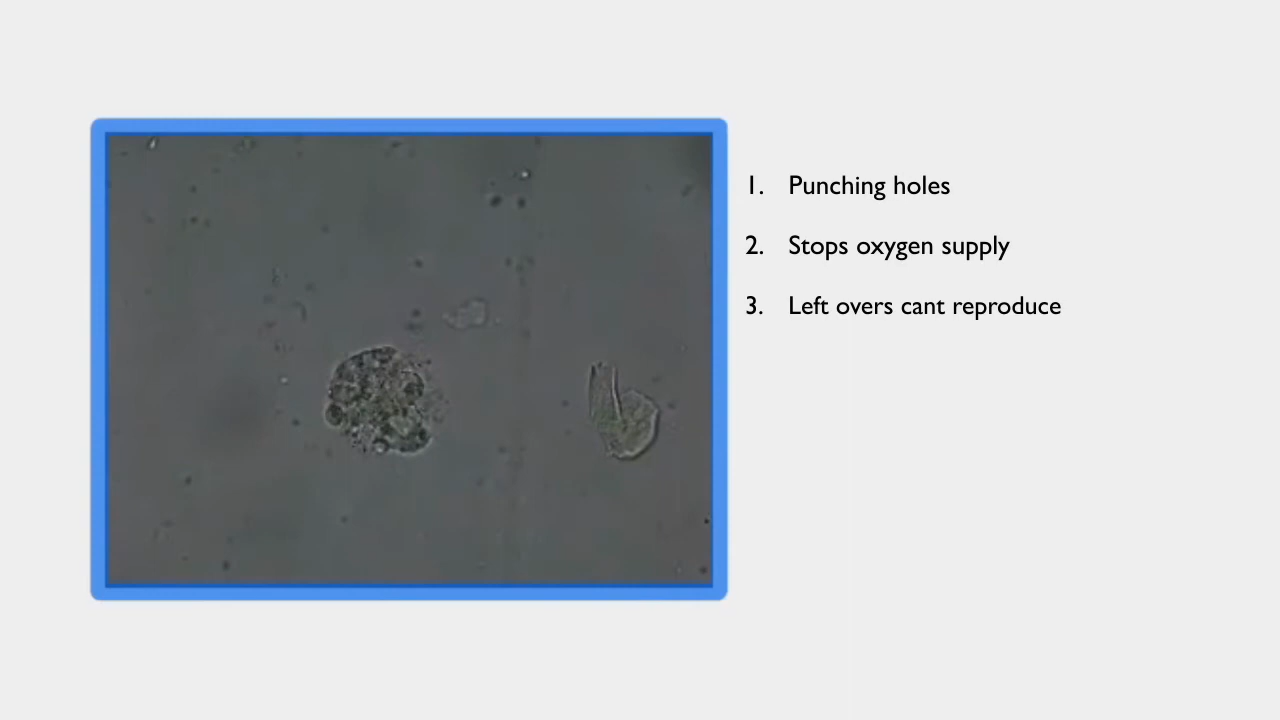 1. Punching holes
2. Stops oxygen supply
3. Left overs cant reproduce